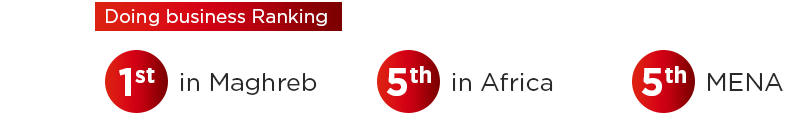 Doing business Ranking
1st in Maghreb 5th in Africa 5th MENA